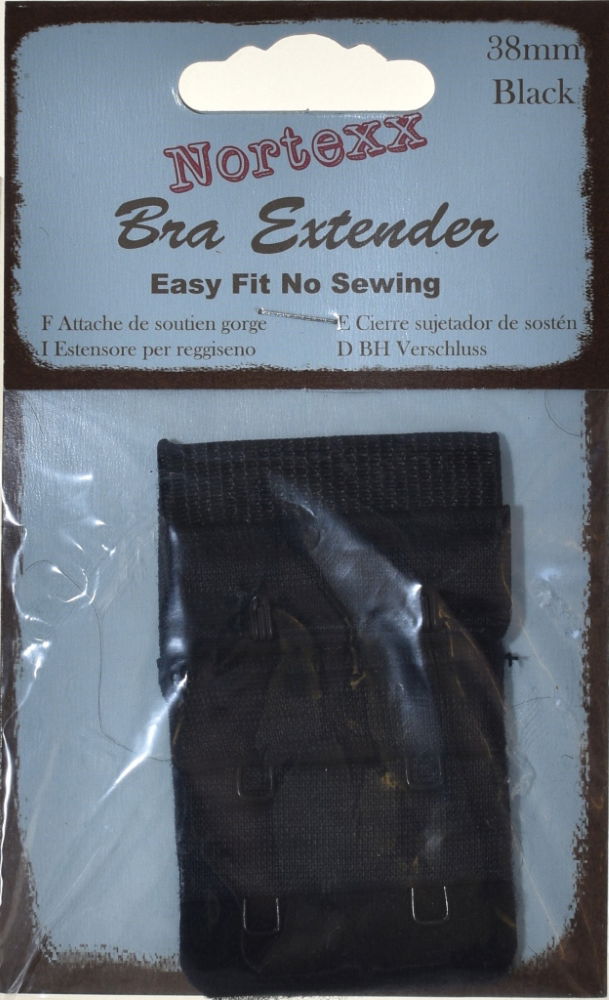 38mm
Black
Nortexx
Bra Extender
Easy Fit No Sewing
F Attache de soutien gorge
E Cierre sujetador de sostén
I Estensore per reggiseno
D BH Verschluss